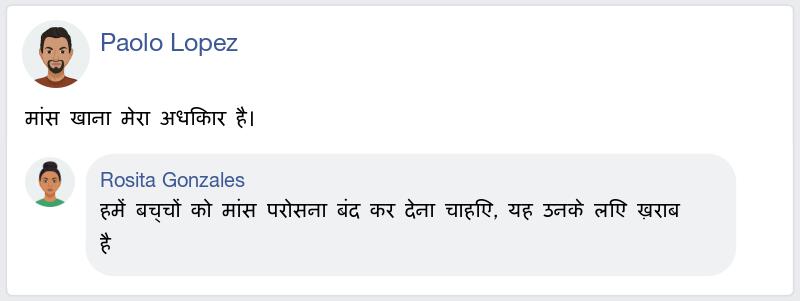 Paolo Lopez
मांस खाना मेरा अधिकार है।
Rosita Gonzales
हमें बच्चों को मांस परोसना बंद कर देना चाहिए, यह उनके लिए ख़राब
है